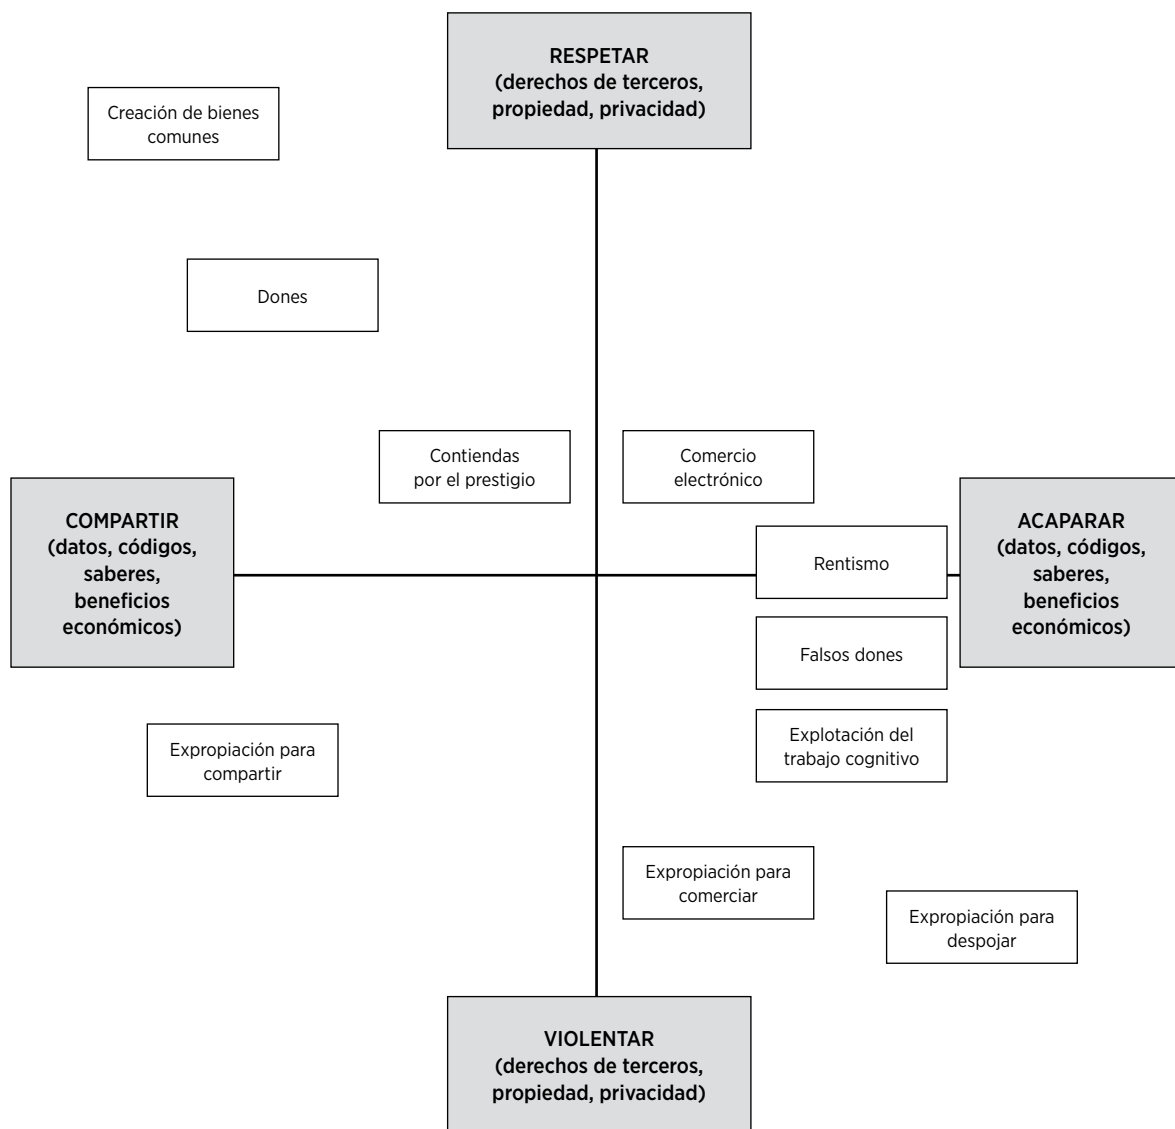 RESPETAR
(derechos de terceros,
propiedad, privacidad)
Creación de bienes
comunes
Dones
Contiendas
por el prestigio
Comercio
electrónico
COMPARTIR
(datos, códigos,
saberes,
beneficios
económicos)
Rentismo
ACAPARAR
(datos, códigos,
saberes,
beneficios
económicos)
Falsos dones
Expropiación para
compartir
Explotación del
trabajo cognitivo
Expropiación para
comerciar
Expropiación para
despojar
VIOLENTAR
(derechos de terceros,
propiedad, privacidad)